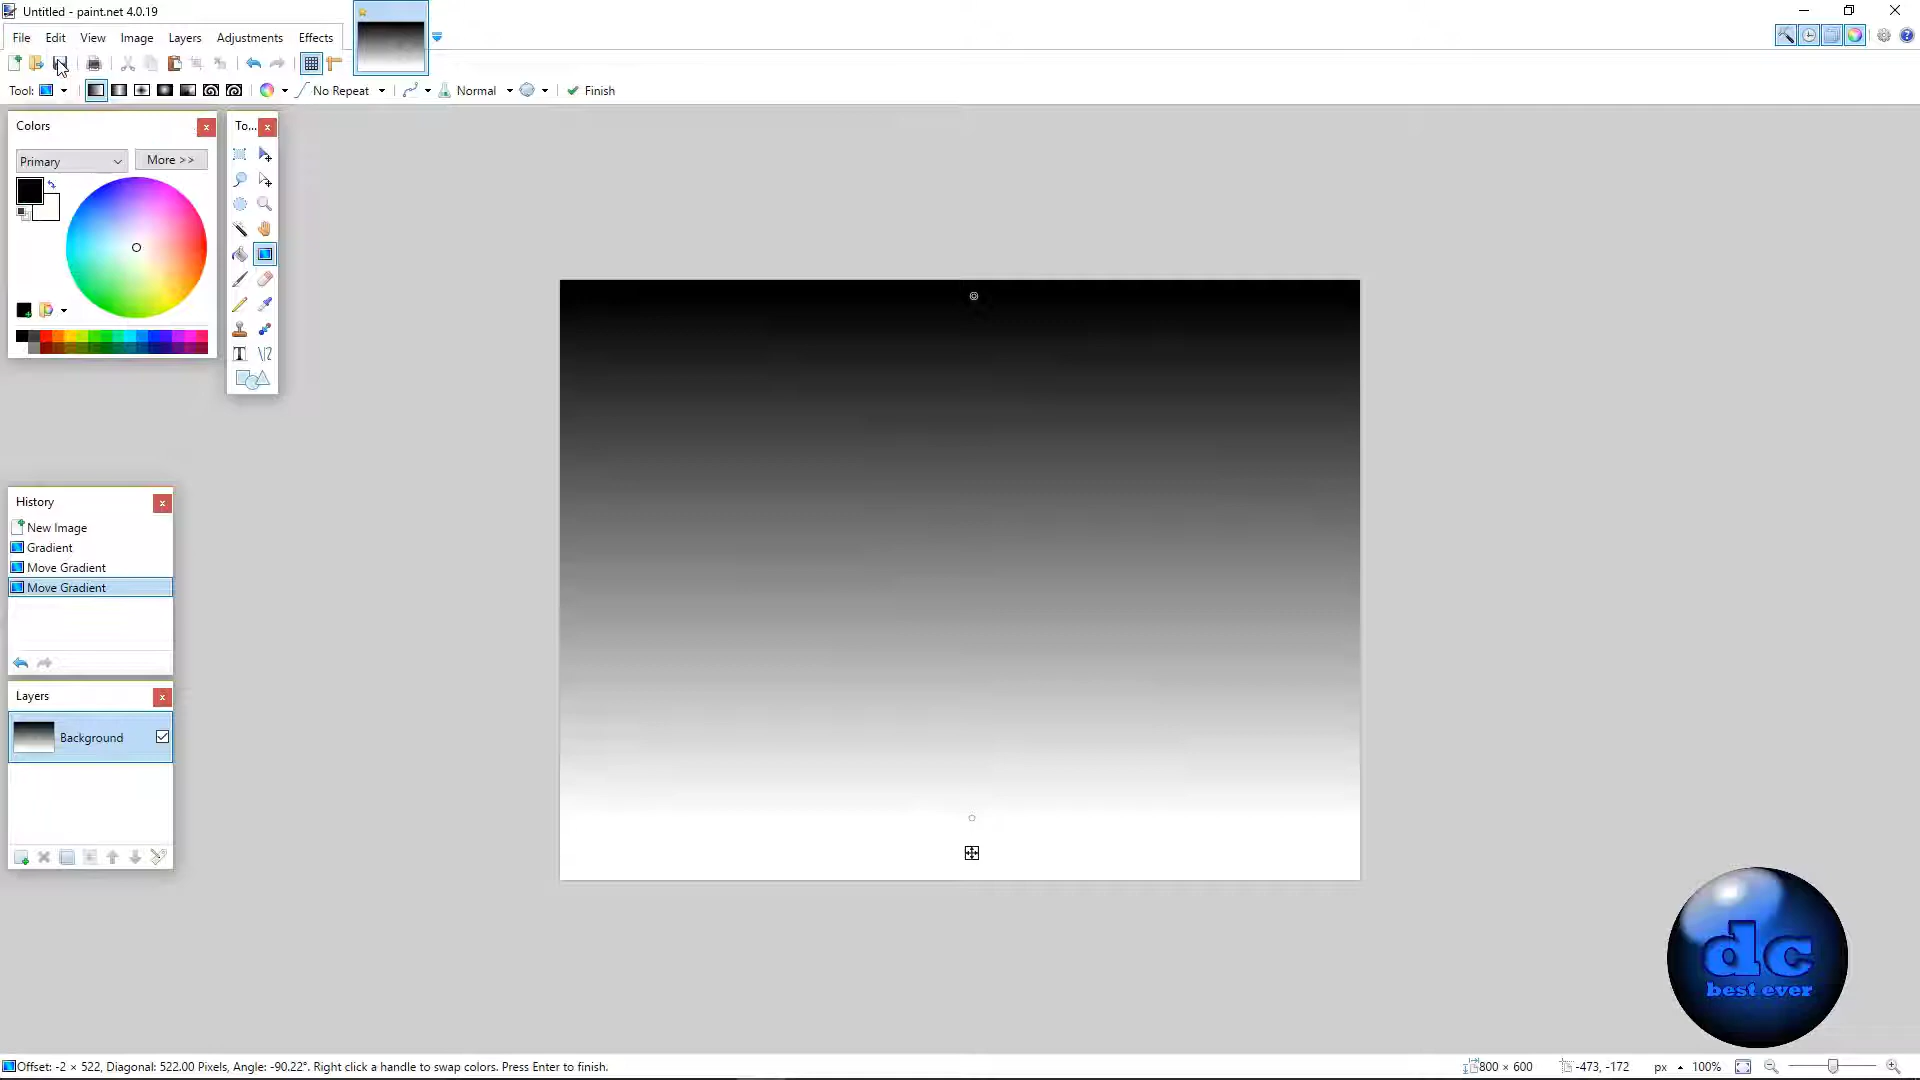 Untitled - paint.net 4.0.19
File Edit View Image Layers Adjustments Effects
Tool: No Repeat Normal Finish
Colors
Primary More >>
To...
History
New Image
Gradient
Move Gradient
Move Gradient
Layers
Background
dc
best ever
Offset: -2 × 522, Diagonal: 522.00 Pixels, Angle: -90.22°. Right click a handle to swap colors. Press Enter to finish. 800 × 600 -473, -172 px 100%